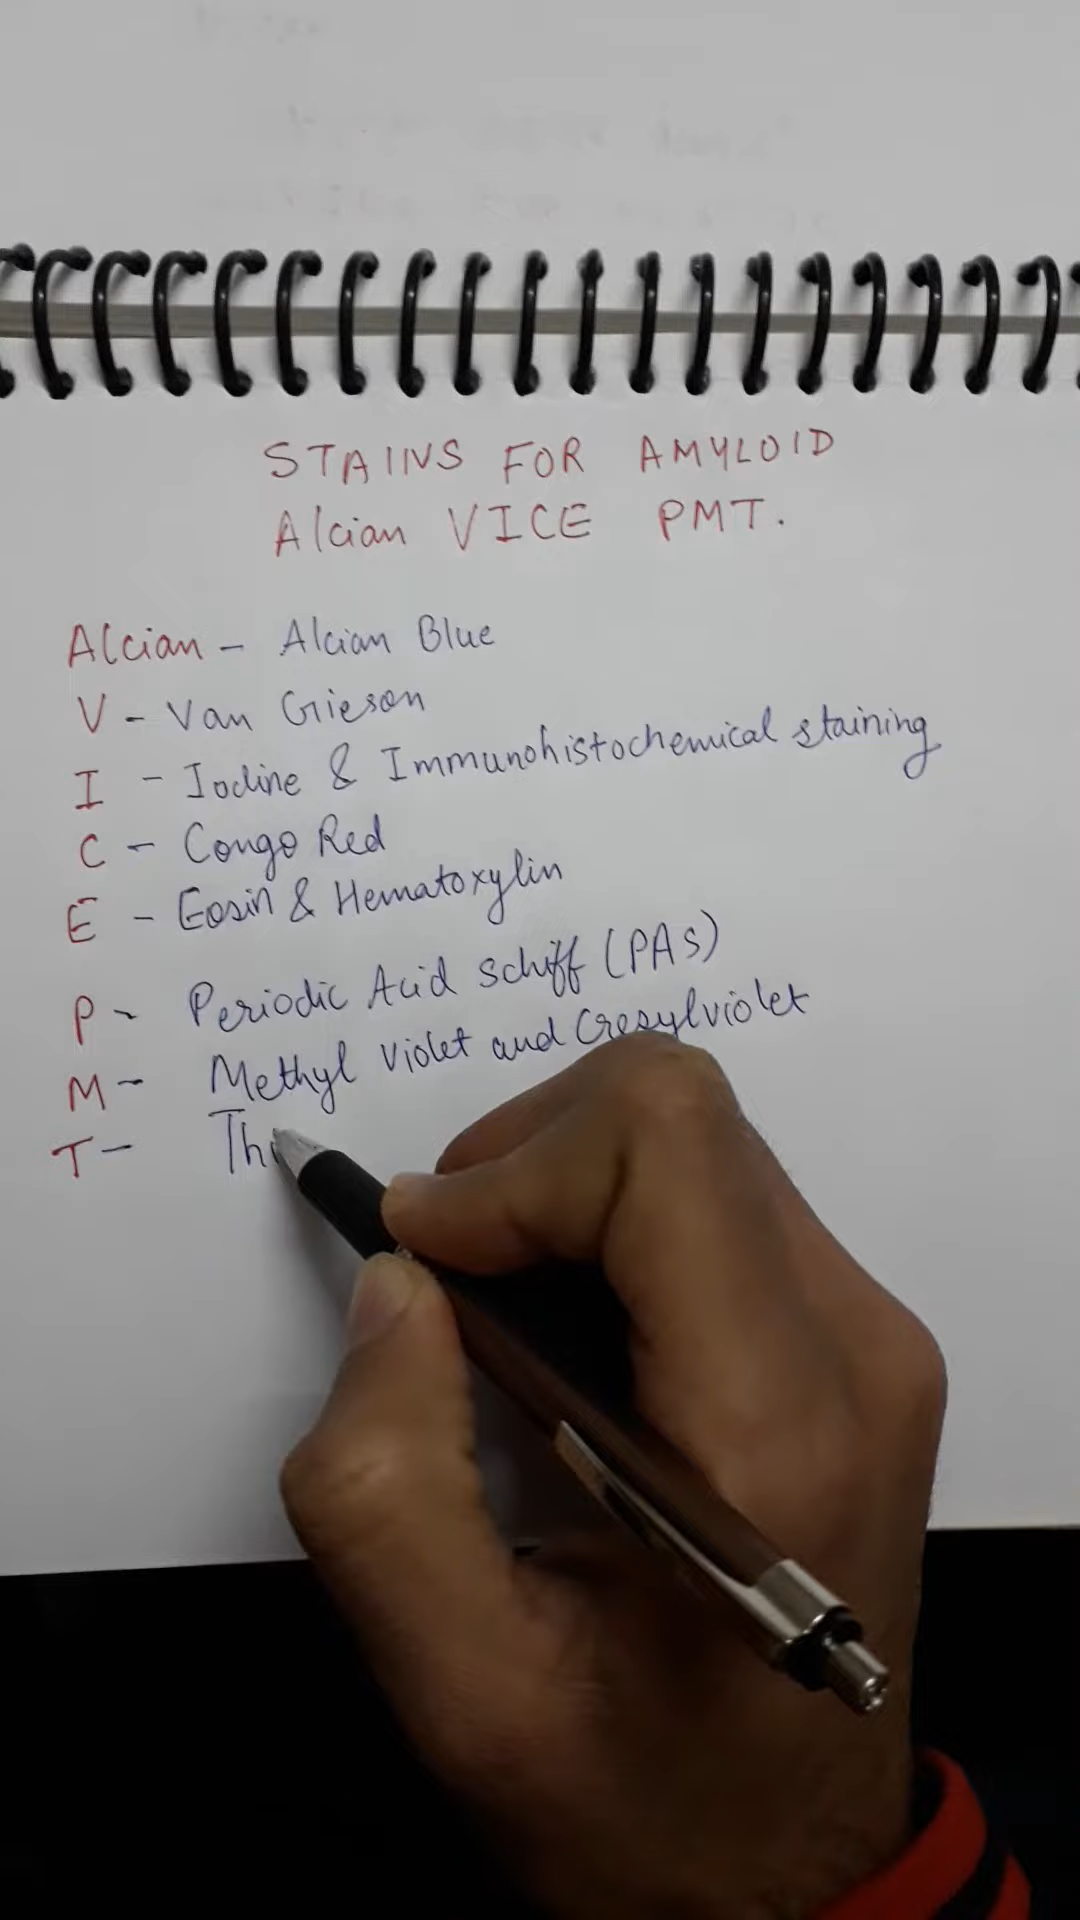 STAINS FOR AMYLOID
Alcian VICE PMT.
Alcian - Alcian Blue
V - Van Gieson
I - Iodine & Immunohistochemical staining
C - Congo Red
E - Eosin & Hematoxylin
P - Periodic Acid Schiff (PAS)
M - Methyl violet and Cresylviolet
T - Thi